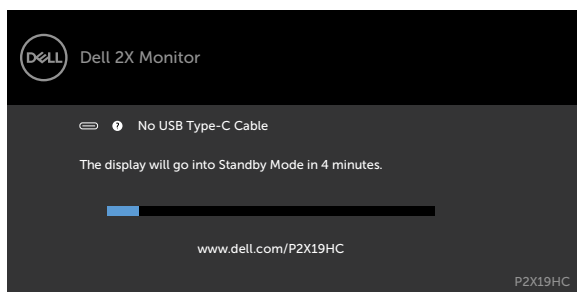 DELL Dell 2X Monitor
? No USB Type-C Cable
The display will go into Standby Mode in 4 minutes.
www.dell.com/P2X19HC
P2X19HC